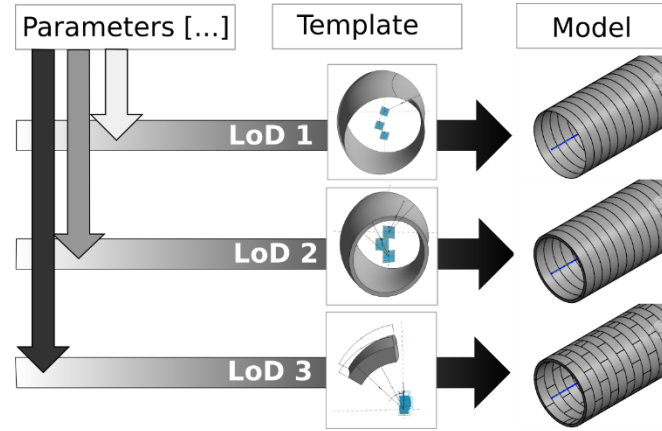 Parameters [...]
Template
Model
LoD 1
LoD 2
LoD 3